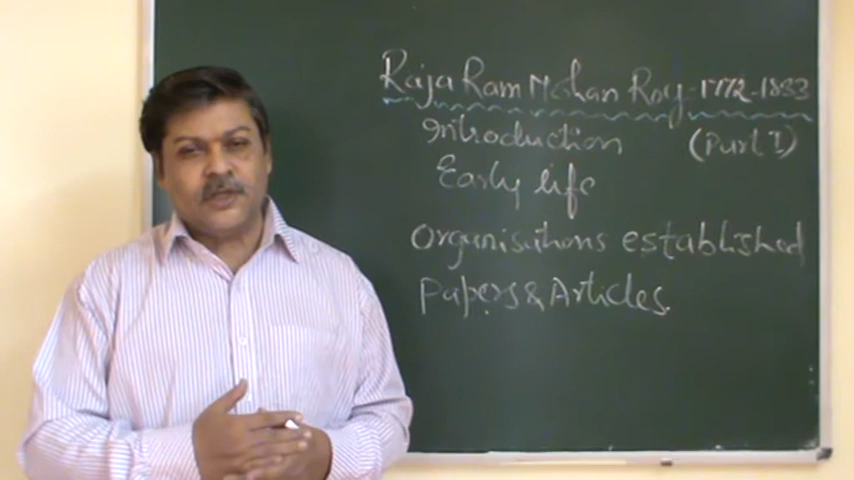 Raja Ram Mohan Roy-1772-1833
Introduction (Part I)
Early life
Organisations established
Papers & Articles